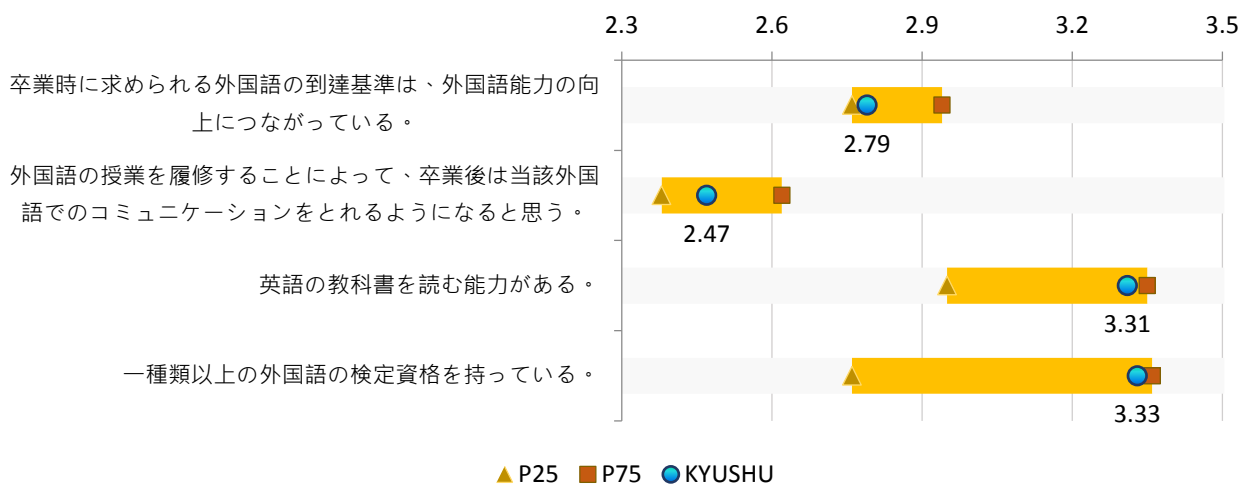 2.3 2.6 2.9 3.2 3.5
卒業時に求められる外国語の到達基準は、外国語能力の向
上につながっている。
2.79
外国語の授業を履修することによって、卒業後は当該外国
語でのコミュニケーションをとれるようになると思う。
2.47
英語の教科書を読む能力がある。
3.31
一種類以上の外国語の検定資格を持っている。
3.33
P25 P75 KYUSHU